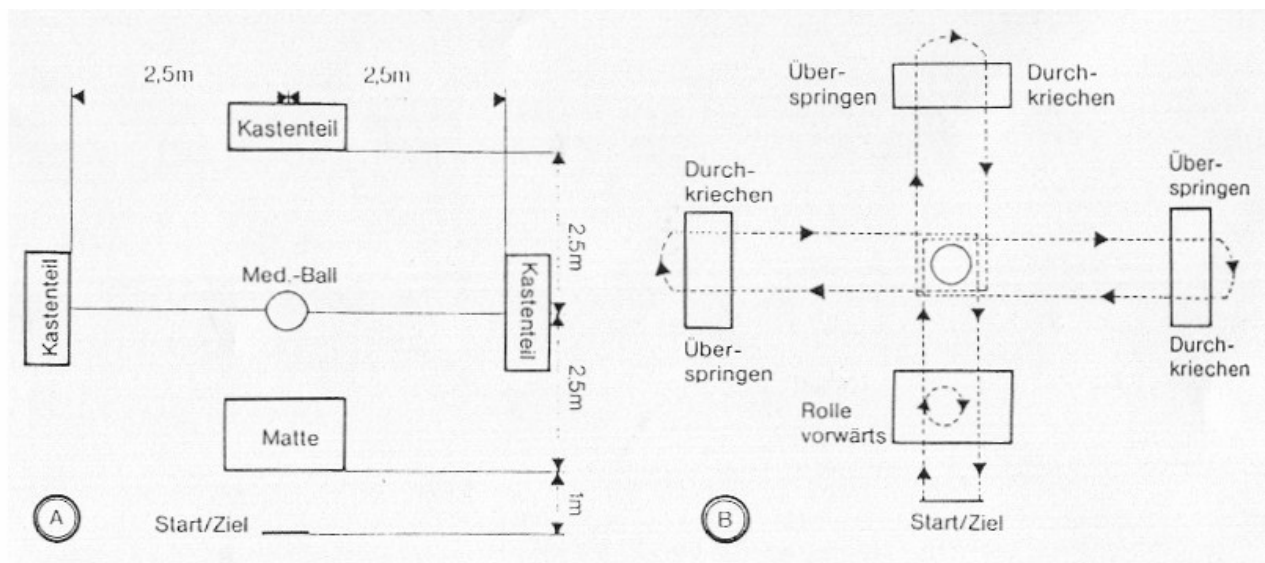 2,5m
2,5m
Kastenteil
Kastenteil
Med.-Ball
Kastenteil
2,5m
2,5m
Matte
1m
Start/Ziel
A
Über-
springen
Durch-
kriechen
Durch-
kriechen
Über-
springen
Über-
springen
Durch-
kriechen
Rolle
vorwärts
Start/Ziel
B